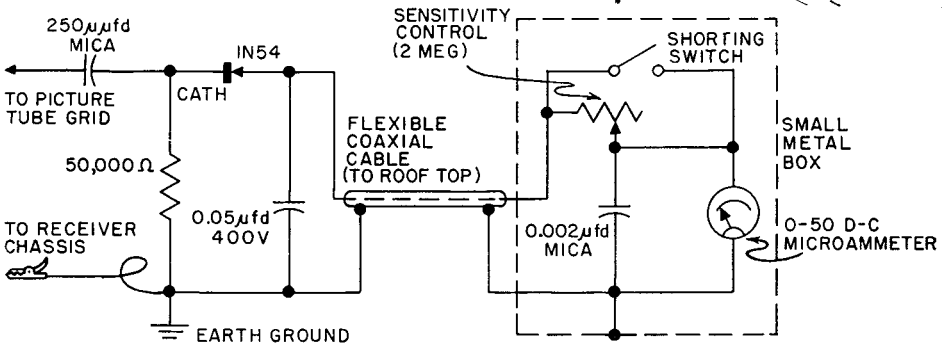 250μμfd
MICA
IN54
CATH
TO PICTURE
TUBE GRID
50,000Ω
TO RECEIVER
CHASSIS
0.05μfd
400V
EARTH GROUND
FLEXIBLE
COAXIAL
CABLE
(TO ROOF TOP)
SENSITIVITY
CONTROL
(2 MEG)
SHORTING
SWITCH
SMALL
METAL
BOX
0.002μfd
MICA
0-50 D-C
MICROAMMETER